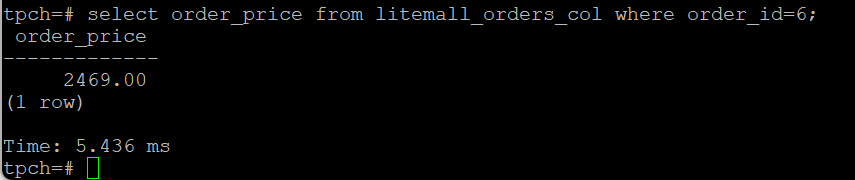 tpch=# select order_price from litemall_orders_col where order_id=6;
 order_price
-------------
     2469.00
(1 row)

Time: 5.436 ms
tpch=#